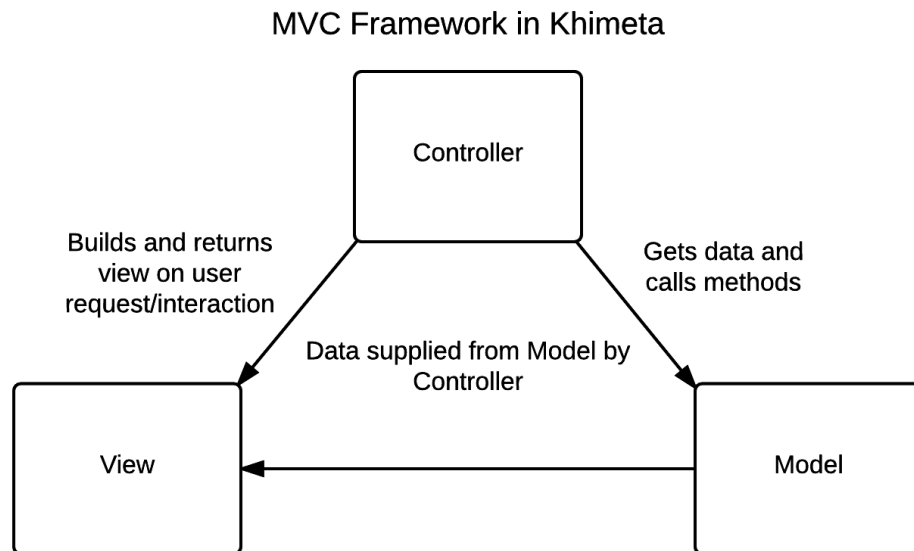 MVC Framework in Khimeta
Controller
Builds and returns
view on user
request/interaction
Gets data and
calls methods
Data supplied from Model by
Controller
View
Model